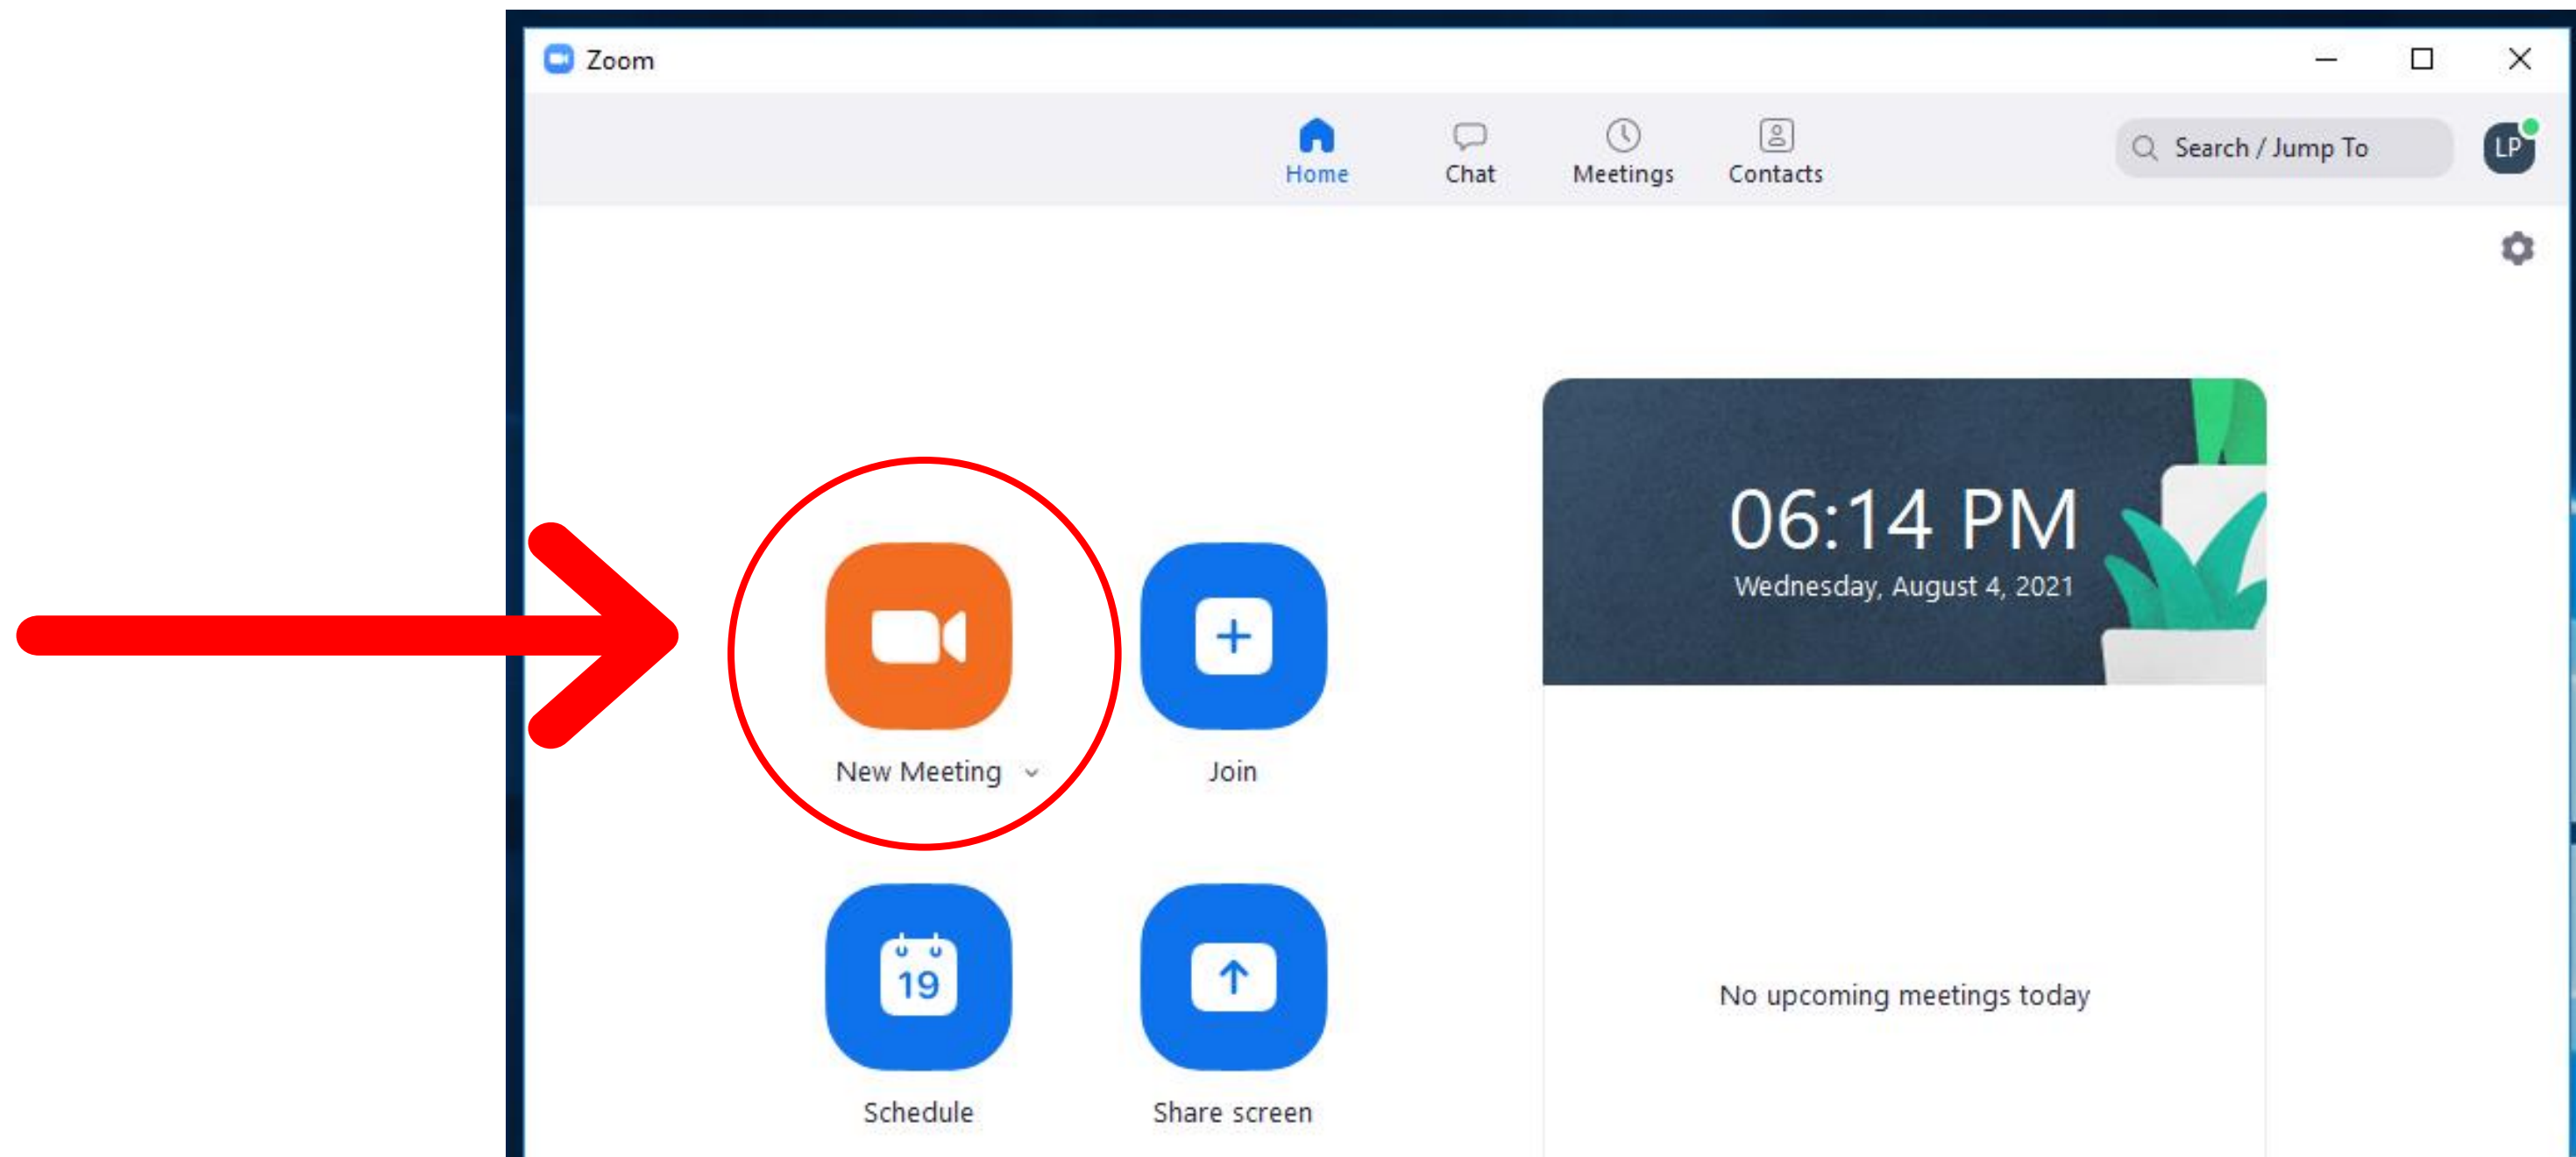 Zoom
Home
Chat
Meetings
Contacts
Search / Jump To
LP
06:14 PM
Wednesday, August 4, 2021
New Meeting
Join
19
No upcoming meetings today
Schedule
Share screen